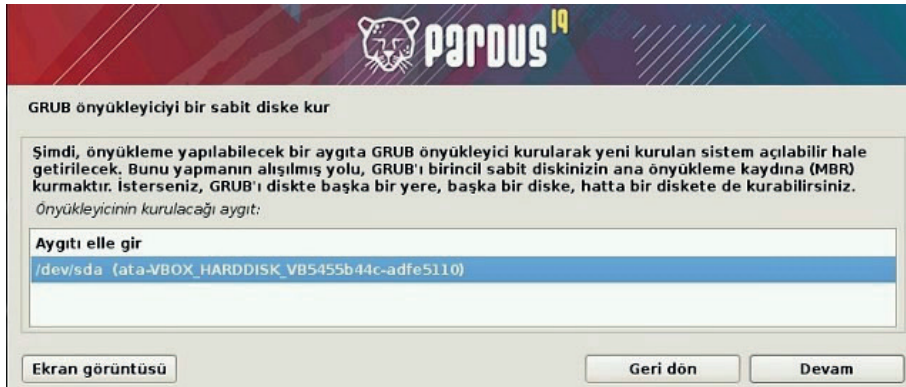 PARDUS 19
GRUB önyükleyiciyi bir sabit diske kur
Şimdi, önyükleme yapılabilecek bir aygıta GRUB önyükleyici kurularak yeni kurulan sistem açılabilir hale
getirilecek. Bunu yapmanın alışılmış yolu, GRUB'ı birincil sabit diskinizin ana önyükleme kaydına (MBR)
kurmaktır. İsterseniz, GRUB'ı diskte başka bir yere, başka bir diske, hatta bir diskete de kurabilirsiniz.
Önyükleyicinin kurulacağı aygıt:
Aygıtı elle gir
/dev/sda (ata-VBOX_HARDDISK_VB5455b44c-adfe5110)
Ekran görüntüsü
Geri dön
Devam